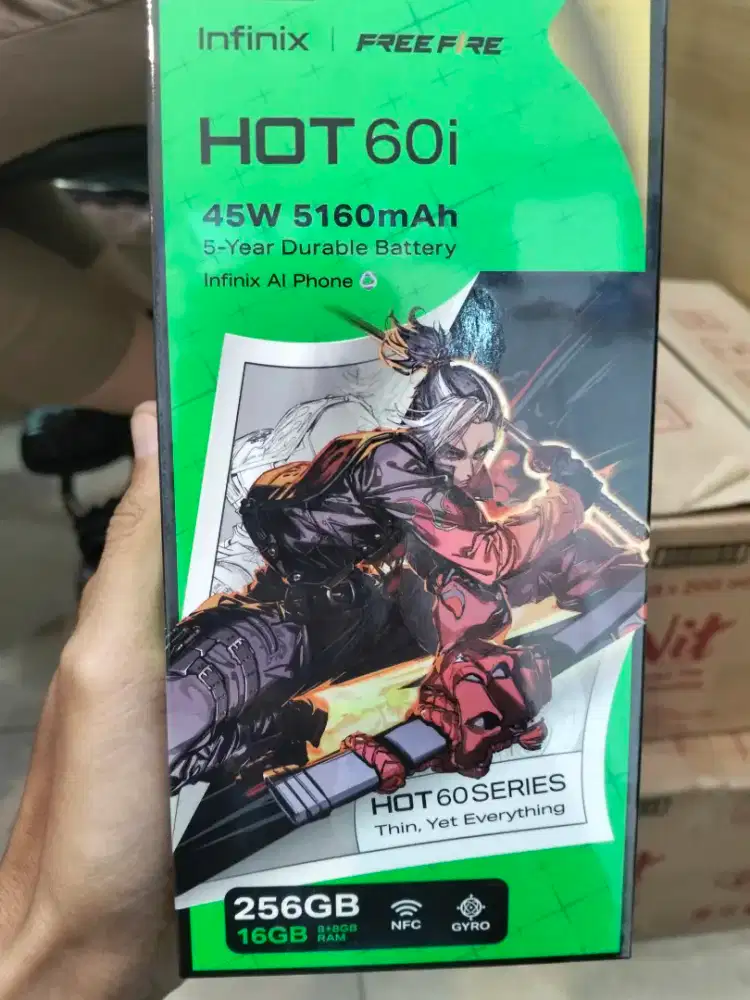 Infinix | FREE FIRE
HOT 60i
45W 5160mAh
5-Year Durable Battery
Infinix AI Phone
HOT 60 SERIES
Thin, Yet Everything
256GB
16GB 8+8GB RAM
NFC
GYRO